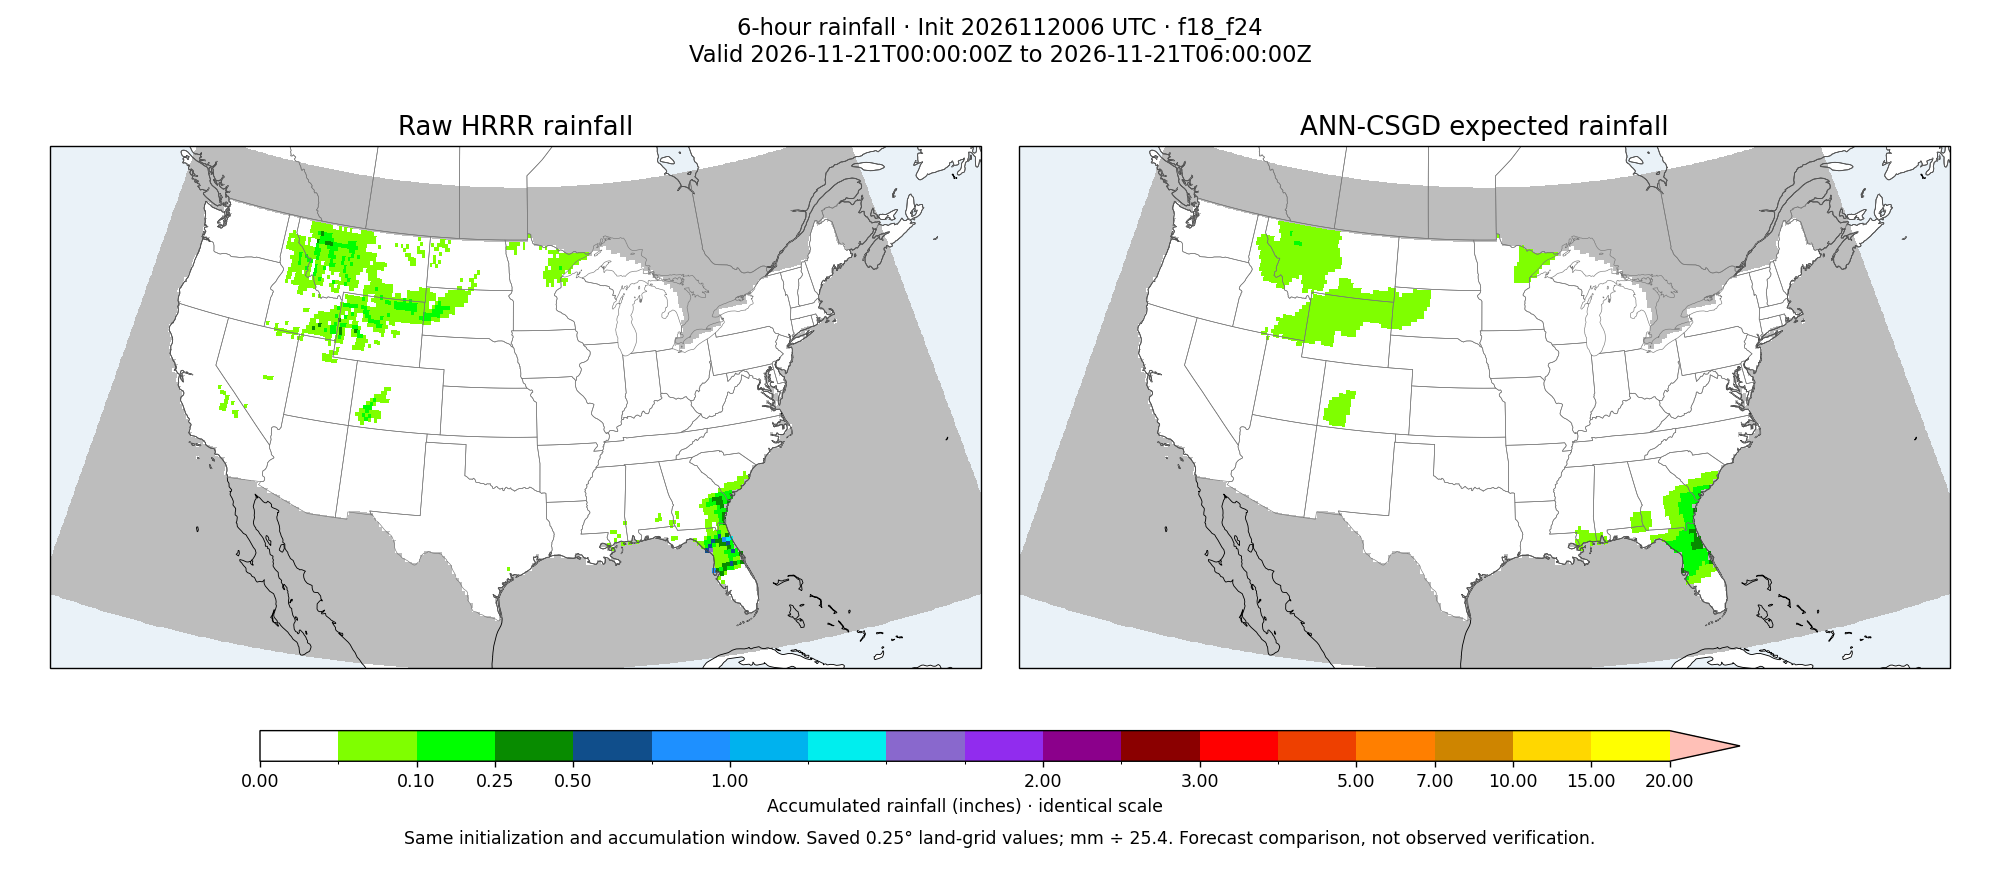 6-hour rainfall · Init 2026112006 UTC · f18_f24
Valid 2026-11-21T00:00:00Z to 2026-11-21T06:00:00Z
Raw HRRR rainfall
ANN-CSGD expected rainfall
0.00 0.10 0.25 0.50 1.00 2.00 3.00 5.00 7.00 10.00 15.00 20.00
Accumulated rainfall (inches) · identical scale
Same initialization and accumulation window. Saved 0.25° land-grid values; mm ÷ 25.4. Forecast comparison, not observed verification.